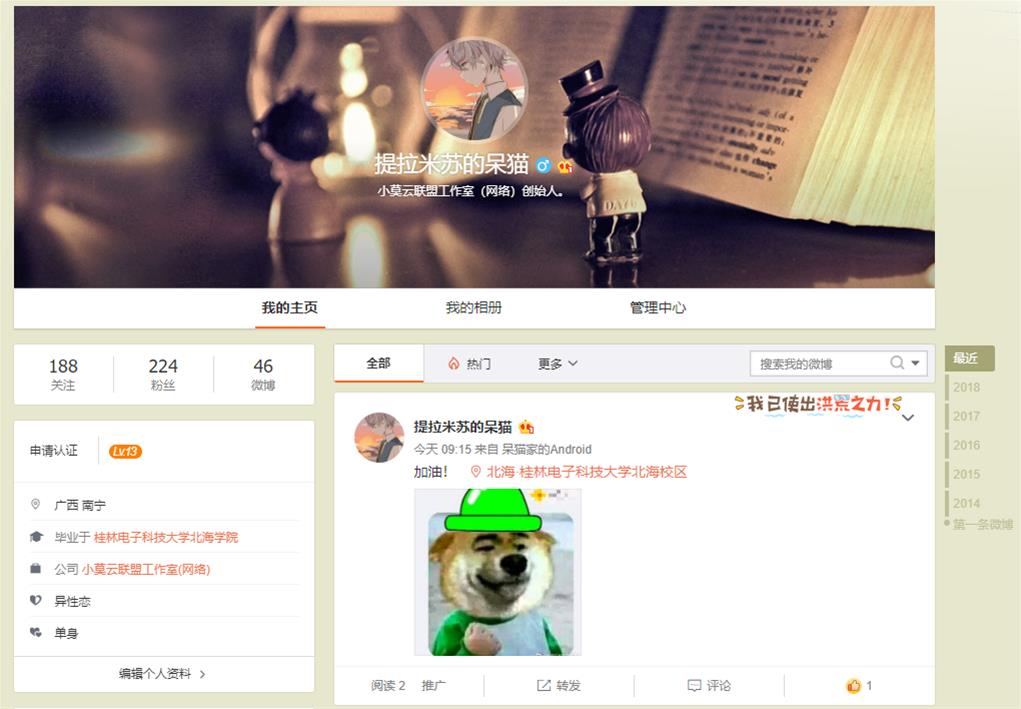 提拉米苏的呆猫
小莫云联盟工作室（网络）创始人。
DAYU
我的主页 我的相册 管理中心
188 224 46
关注 粉丝 微博
申请认证 Lv.13
广西 南宁
毕业于 桂林电子科技大学北海学院
公司 小莫云联盟工作室(网络)
异性恋
单身
编辑个人资料 >
全部 热门 更多 搜索我的微博
我已使出洪荒之力!
提拉米苏的呆猫
今天 09:15 来自 呆猫家的Android
加油! 北海·桂林电子科技大学北海校区
阅读 2 推广 转发 评论 1
最近
2018
2017
2016
2015
2014
第一条微博